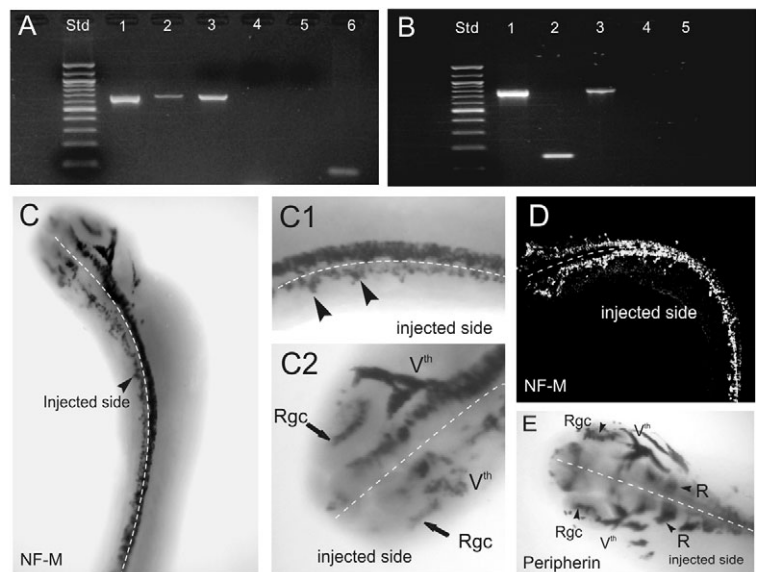 A
Std 1 2 3 4 5 6
B
Std 1 2 3 4 5
C
Injected side
NF-M
C1
injected side
C2
Vth
Rgc
Vth
Rgc
injected side
D
injected side
NF-M
E
Rgc
Vth
R
Rgc
Vth
R
injected side
Peripherin